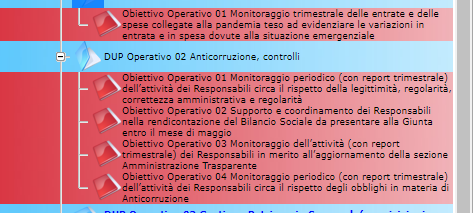 Obiettivo Operativo 01 Monitoraggio trimestrale delle entrate e delle
spese collegate alla pandemia teso ad evidenziare le variazioni in
entrata e in spesa dovute alla situazione emergenziale
DUP Operativo 02 Anticorruzione, controlli
Obiettivo Operativo 01 Monitoraggio periodico (con report trimestrale)
dell'attività dei Responsabili circa il rispetto della legittimità, regolarità,
correttezza amministrativa e regolarità
Obiettivo Operativo 02 Supporto e coordinamento dei Responsabili
nella rendicontazione del Bilancio Sociale da presentare alla Giunta
entro il mese di maggio
Obiettivo Operativo 03 Monitoraggio dell'attività (con report
trimestrale) dei Responsabili in merito all'aggiornamento della sezione
Amministrazione Trasparente
Obiettivo Operativo 04 Monitoraggio periodico (con report trimestrale)
dell'attività dei Responsabili circa il rispetto degli obblighi in materia di
Anticorruzione